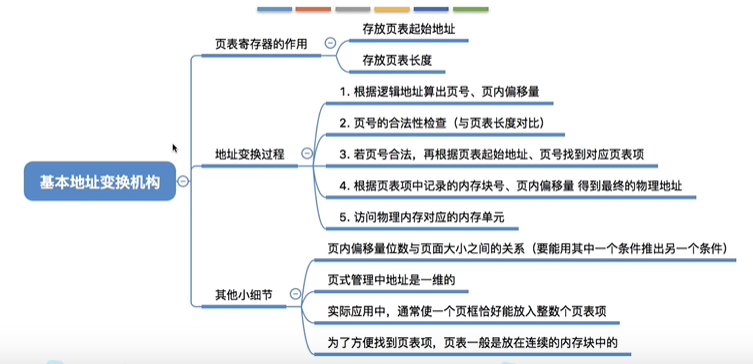 基本地址变换机构
页表寄存器的作用
存放页表起始地址
存放页表长度
地址变换过程
1. 根据逻辑地址算出页号、页内偏移量
2. 页号的合法性检查（与页表长度对比）
3. 若页号合法，再根据页表起始地址、页号找到对应页表项
4. 根据页表项中记录的内存块号、页内偏移量 得到最终的物理地址
5. 访问物理内存对应的内存单元
其他小细节
页内偏移量位数与页面大小之间的关系（要能用其中一个条件推出另一个条件）
页式管理中地址是一维的
实际应用中，通常使一个页框恰好能放入整数个页表项
为了方便找到页表项，页表一般是放在连续的内存块中的